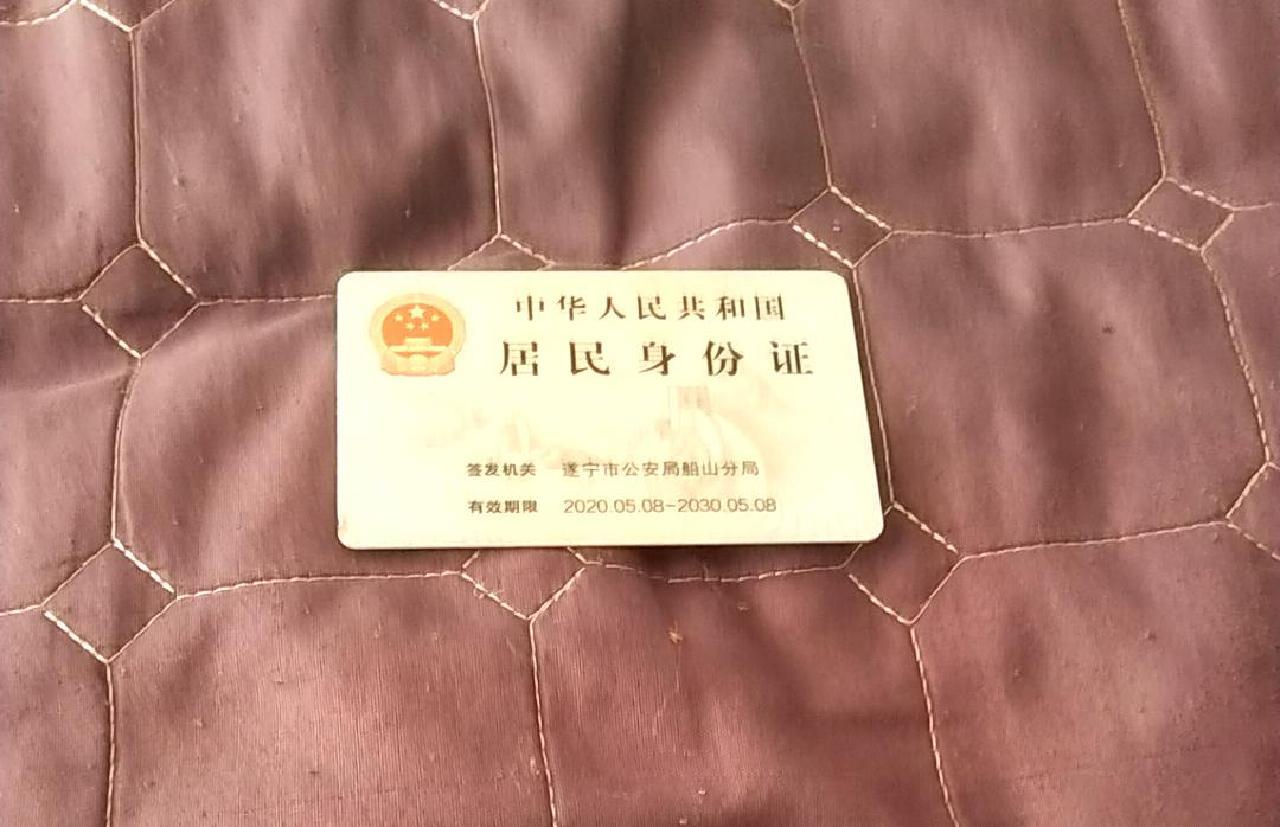 中华人民共和国
居民身份证
签发机关 遂宁市公安局船山分局
有效期限 2020.05.08-2030.05.08